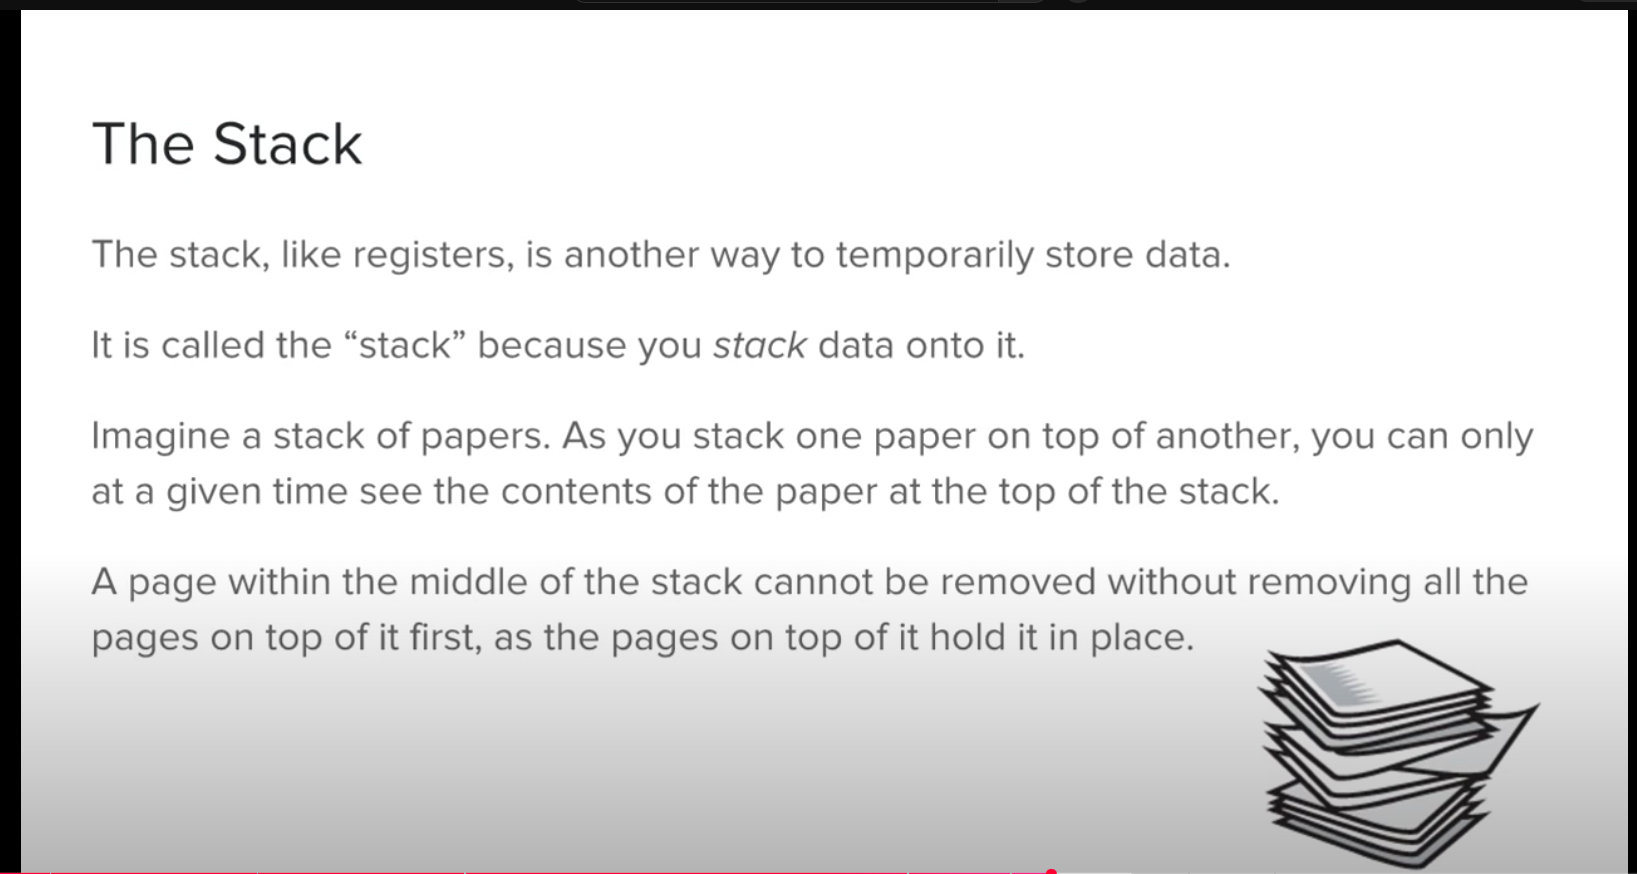 The Stack
The stack, like registers, is another way to temporarily store data.
It is called the “stack” because you stack data onto it.
Imagine a stack of papers. As you stack one paper on top of another, you can only
at a given time see the contents of the paper at the top of the stack.
A page within the middle of the stack cannot be removed without removing all the
pages on top of it first, as the pages on top of it hold it in place.